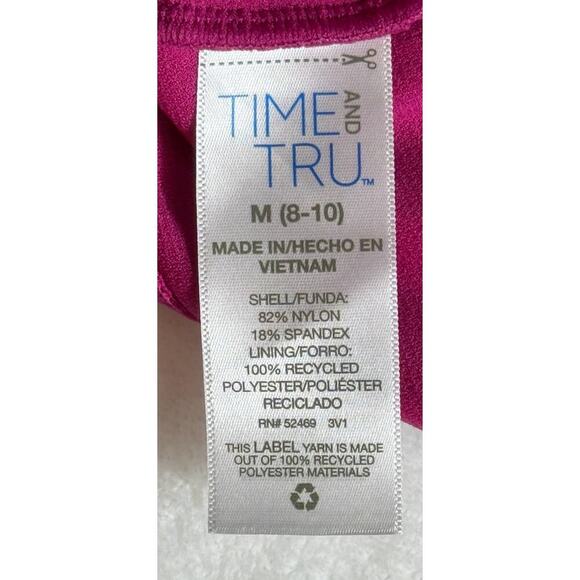 TIME AND
TRU™
M (8-10)
MADE IN/HECHO EN
VIETNAM
SHELL/FUNDA:
82% NYLON
18% SPANDEX
LINING/FORRO:
100% RECYCLED
POLYESTER/POLIÉSTER
RECICLADO
RN# 52469 3V1
THIS LABEL YARN IS MADE
OUT OF 100% RECYCLED
POLYESTER MATERIALS